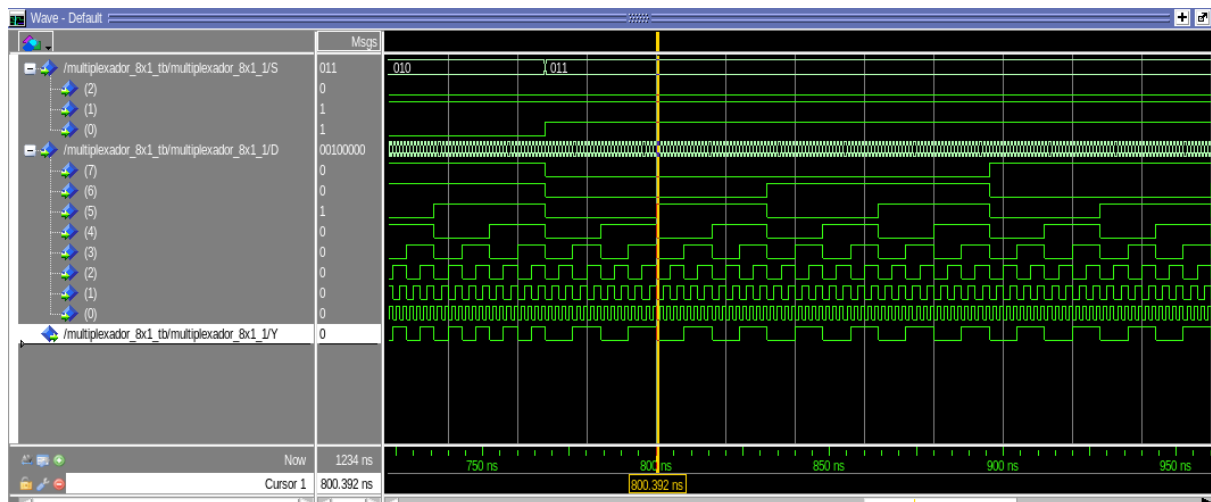 Wave - Default
Msgs
/multiplexador_8x1_tb/multiplexador_8x1_1/S 011 010 011
(2) 0
(1) 1
(0) 1
/multiplexador_8x1_tb/multiplexador_8x1_1/D 00100000
(7) 0
(6) 0
(5) 1
(4) 0
(3) 0
(2) 0
(1) 0
(0) 0
/multiplexador_8x1_tb/multiplexador_8x1_1/Y 0
Now 1234 ns 750 ns 800 ns 850 ns 900 ns 950 ns
Cursor 1 800.392 ns 800.392 ns